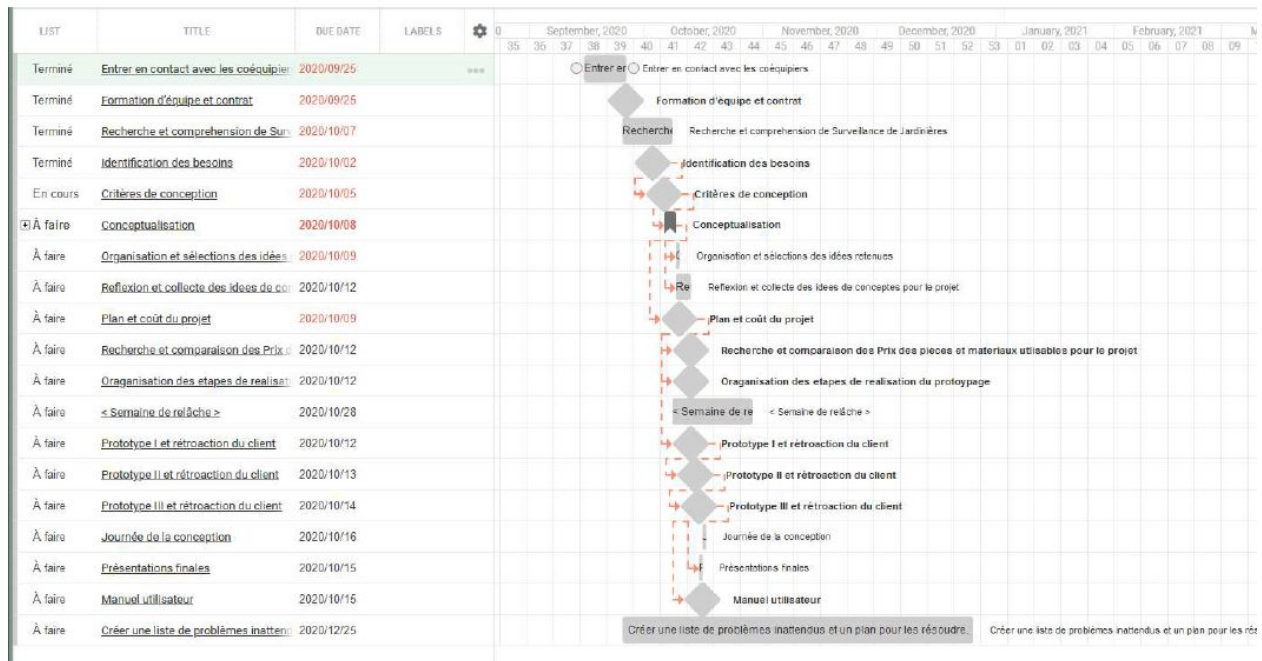 LIST TITLE DUE DATE LABELS 0 September, 2020 October, 2020 November, 2020 December, 2020 January, 2021 February, 2021 M
35 36 37 38 39 40 41 42 43 44 45 46 47 48 49 50 51 52 53 01 02 03 04 05 06 07 08 09
Terminé Entrer en contact avec les coéquipier 2020/09/25 Entrer er Entrer en contact avec les coéquipiers
Terminé Formation d'équipe et contrat 2020/09/25 Formation d'équipe et contrat
Terminé Recherche et comprehension de Sur 2020/10/07 Recherche Recherche et comprehension de Surveillance de Jardinières
Terminé Identification des besoins 2020/10/02 Identification des besoins
En cours Critères de conception 2020/10/05 Critères de conception
À faire Conceptualisation 2020/10/08 Conceptualisation
À faire Organisation et sélections des idées 2020/10/09 Organisation et sélections des idées retenues
À faire Reflexion et collecte des idees de co 2020/10/12 Re Reflexion et collecte des idees de conceptes pour le projet
À faire Plan et coût du projet 2020/10/09 Plan et coût du projet
À faire Recherche et comparaison des Prix d 2020/10/12 Recherche et comparaison des Prix des pieces et materiaux utlisables pour le projet
À faire Oraganisation des etapes de realisat 2020/10/12 Oraganisation des etapes de realisation du protoypage
À faire < Semaine de relâche > 2020/10/28 < Semaine de re < Semaine de relâche >
À faire Prototype I et rétroaction du client 2020/10/12 Prototype I et rétroaction du client
À faire Prototype II et rétroaction du client 2020/10/13 Prototype II et rétroaction du client
À faire Prototype III et rétroaction du client 2020/10/14 Prototype III et rétroaction du client
À faire Journée de la conception 2020/10/16 Journée de la conception
À faire Présentations finales 2020/10/15 Présentations finales
À faire Manuel utilisateur 2020/10/15 Manuel utilisateur
À faire Créer une liste de problèmes inattend 2020/12/25 Créer une liste de problèmes inattendus et un plan pour les résoudre. Créer une liste de problèmes inattendus et un plan pour les rés